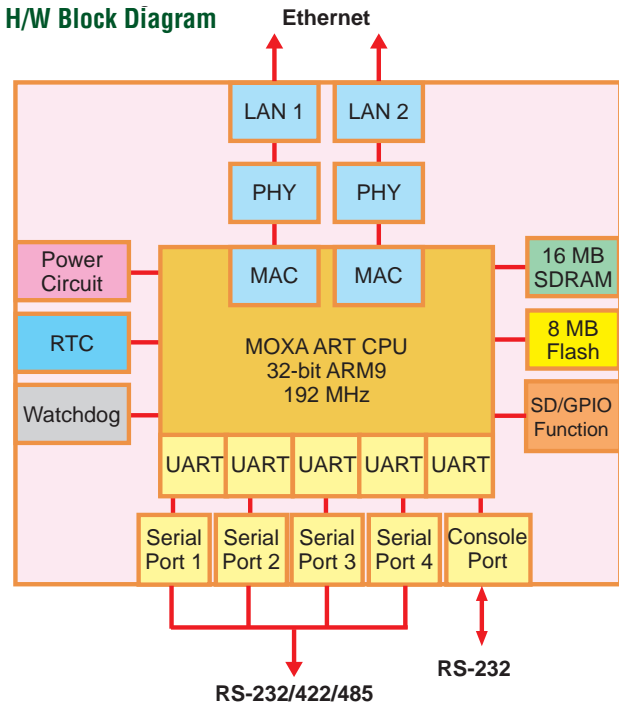 H/W Block Diagram
Ethernet
LAN 1
LAN 2
PHY
PHY
Power
Circuit
MAC
MAC
16 MB
SDRAM
RTC
MOXA ART CPU
32-bit ARM9
192 MHz
8 MB
Flash
Watchdog
SD/GPIO
Function
UART
UART
UART
UART
UART
Serial
Port 1
Serial
Port 2
Serial
Port 3
Serial
Port 4
Console
Port
RS-232
RS-232/422/485